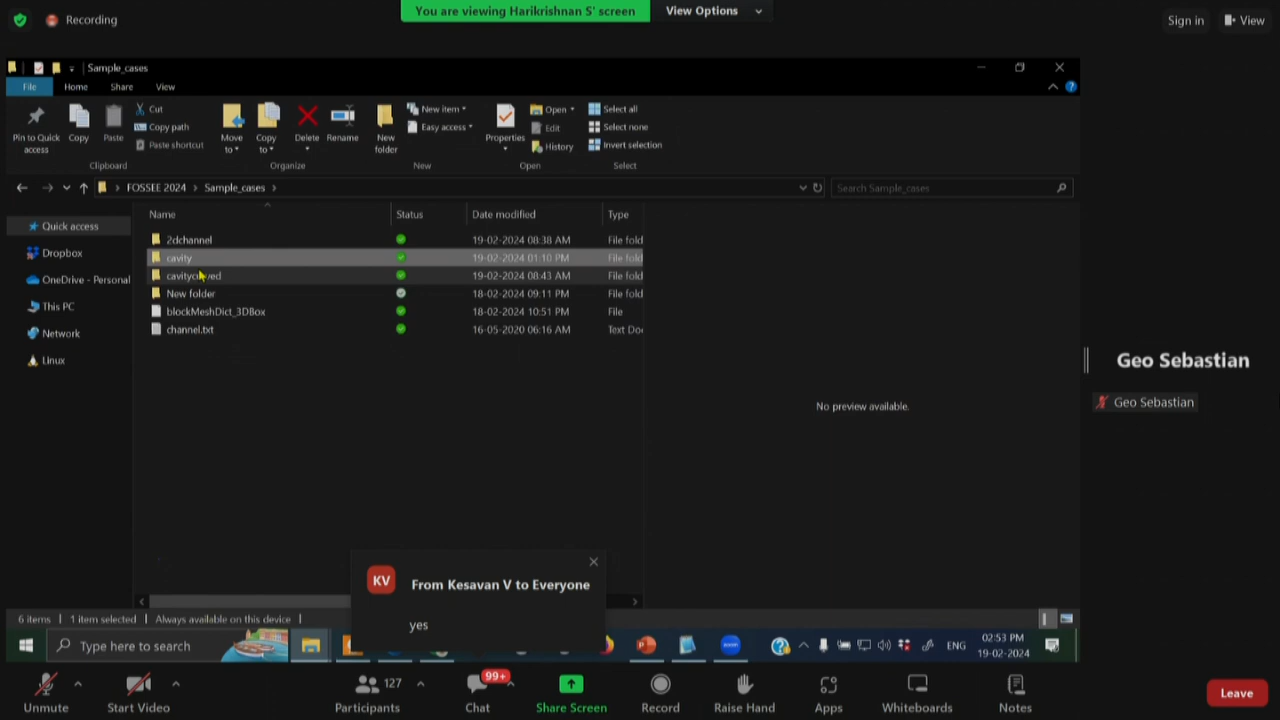 Recording
You are viewing Harikrishnan S' screen
View Options
Sign in
View
Sample_cases
File
Home
Share
View
Pin to Quick access
Copy
Paste
Cut
Copy path
Paste shortcut
Clipboard
Move to
Copy to
Delete
Rename
Organize
New folder
New item
Easy access
New
Properties
Open
Edit
History
Open
Select all
Select none
Invert selection
Select
FOSSEE 2024 > Sample_cases >
Search Sample_cases
Quick access
Dropbox
OneDrive - Personal
This PC
Network
Linux
Name Status Date modified Type
2dchannel 19-02-2024 08:38 AM File fold
cavity 19-02-2024 01:10 PM File fold
19-02-2024 08:43 AM File fold
New folder 18-02-2024 09:11 PM File fold
blockMeshDict_3DBox 18-02-2024 10:51 PM File
channel.txt 16-05-2020 06:16 AM Text Do
No preview available.
Geo Sebastian
Geo Sebastian
KV
From Kesavan V to Everyone
yes
6 items 1 item selected Always available on this device
Type here to search
ENG
02:53 PM
19-02-2024
Unmute
Start Video
127
Participants
99+
Chat
Share Screen
Record
Raise Hand
Apps
Whiteboards
Notes
Leave